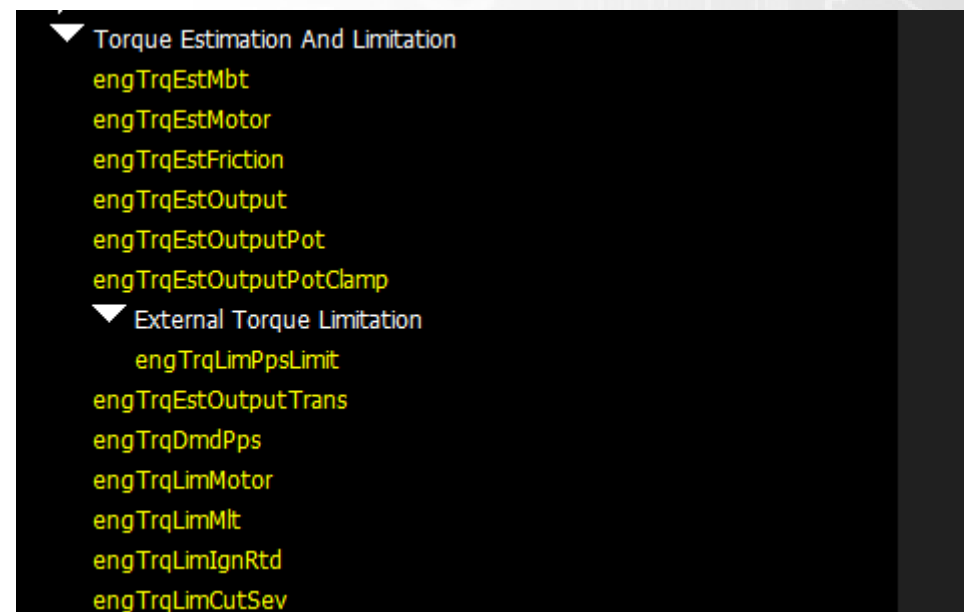 Torque Estimation And Limitation
engTrqEstMbt
engTrqEstMotor
engTrqEstFriction
engTrqEstOutput
engTrqEstOutputPot
engTrqEstOutputPotClamp
External Torque Limitation
engTrqLimPpsLimit
engTrqEstOutputTrans
engTrqDmdPps
engTrqLimMotor
engTrqLimMlt
engTrqLimIgnRtd
engTrqLimCutSev